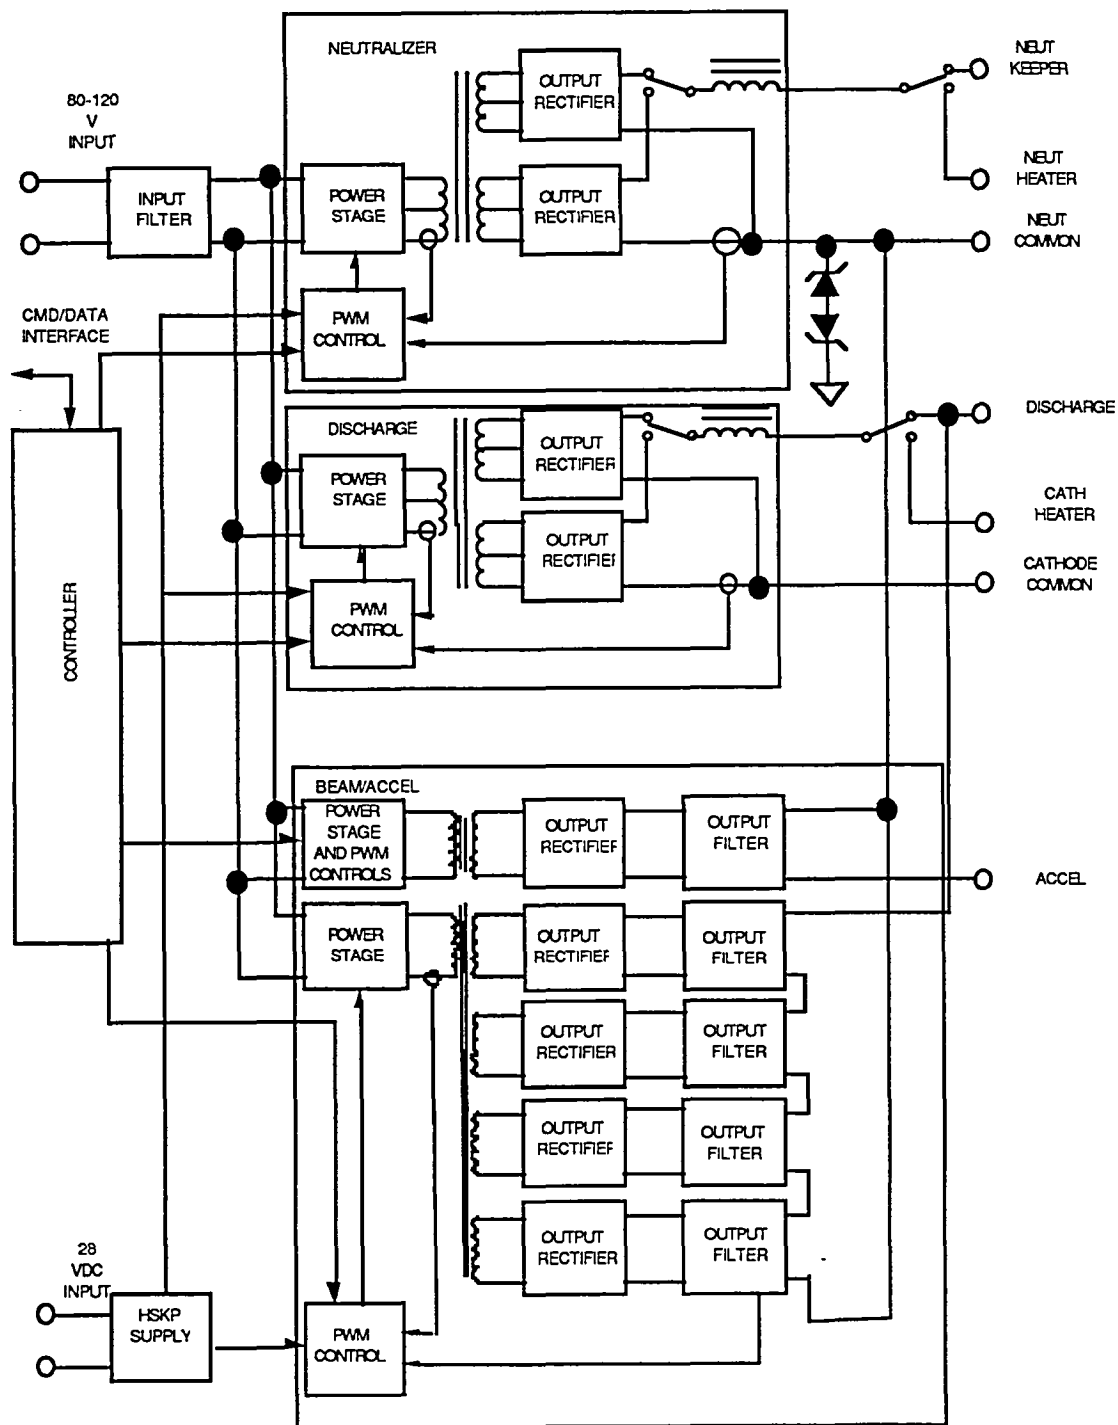 NEUTRALIZER
OUTPUT
RECTIFIER
NEUT
KEEPER
80-120
V
INPUT
INPUT
FILTER
POWER
STAGE
OUTPUT
RECTIFIER
NEUT
HEATER
NEUT
COMMON
CMD/DATA
INTERFACE
PWM
CONTROL
DISCHARGE
OUTPUT
RECTIFIER
DISCHARGE
POWER
STAGE
CATH
HEATER
OUTPUT
RECTIFIER
CATHODE
COMMON
PWM
CONTROL
CONTROLLER
BEAM/ACCEL
POWER
STAGE
AND PWM
CONTROLS
OUTPUT
RECTIFIER
OUTPUT
FILTER
ACCEL
POWER
STAGE
OUTPUT
RECTIFIER
OUTPUT
FILTER
OUTPUT
RECTIFIER
OUTPUT
FILTER
OUTPUT
RECTIFIER
OUTPUT
FILTER
OUTPUT
RECTIFIER
OUTPUT
FILTER
28
VDC
INPUT
HSKP
SUPPLY
PWM
CONTROL